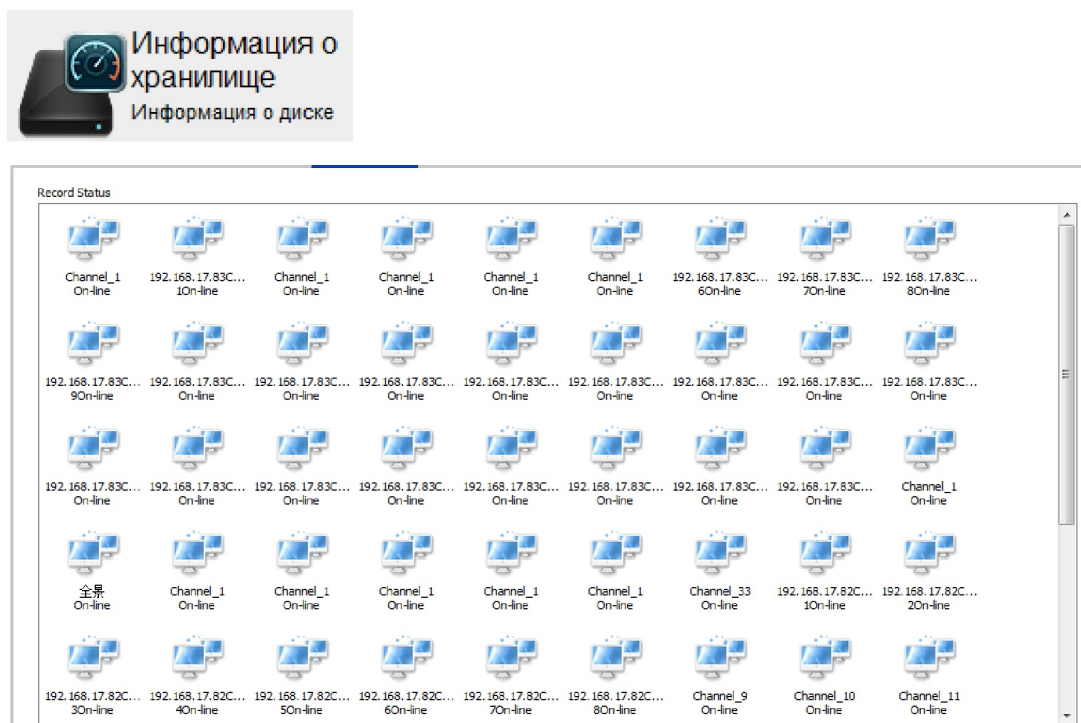 Информация о
хранилище
Информация о диске
Record Status
Channel_1 192.168.17.83C... Channel_1 Channel_1 Channel_1 Channel_1 192.168.17.83C... 192.168.17.83C... 192.168.17.83C...
On-line 1On-line On-line On-line On-line On-line 6On-line 7On-line 8On-line
192.168.17.83C... 192.168.17.83C... 192.168.17.83C... 192.168.17.83C... 192.168.17.83C... 192.168.17.83C... 192.168.17.83C... 192.168.17.83C... 192.168.17.83C...
9On-line On-line On-line On-line On-line On-line On-line On-line On-line
192.168.17.83C... 192.168.17.83C... 192.168.17.83C... 192.168.17.83C... 192.168.17.83C... 192.168.17.83C... 192.168.17.83C... 192.168.17.83C... Channel_1
On-line On-line On-line On-line On-line On-line On-line On-line On-line
全景 Channel_1 Channel_1 Channel_1 Channel_1 Channel_1 Channel_33 192.168.17.82C... 192.168.17.82C...
On-line On-line On-line On-line On-line On-line On-line 1On-line 2On-line
192.168.17.82C... 192.168.17.82C... 192.168.17.82C... 192.168.17.82C... 192.168.17.82C... 192.168.17.82C... Channel_9 Channel_10 Channel_11
3On-line 4On-line 5On-line 6On-line 7On-line 8On-line On-line On-line On-line